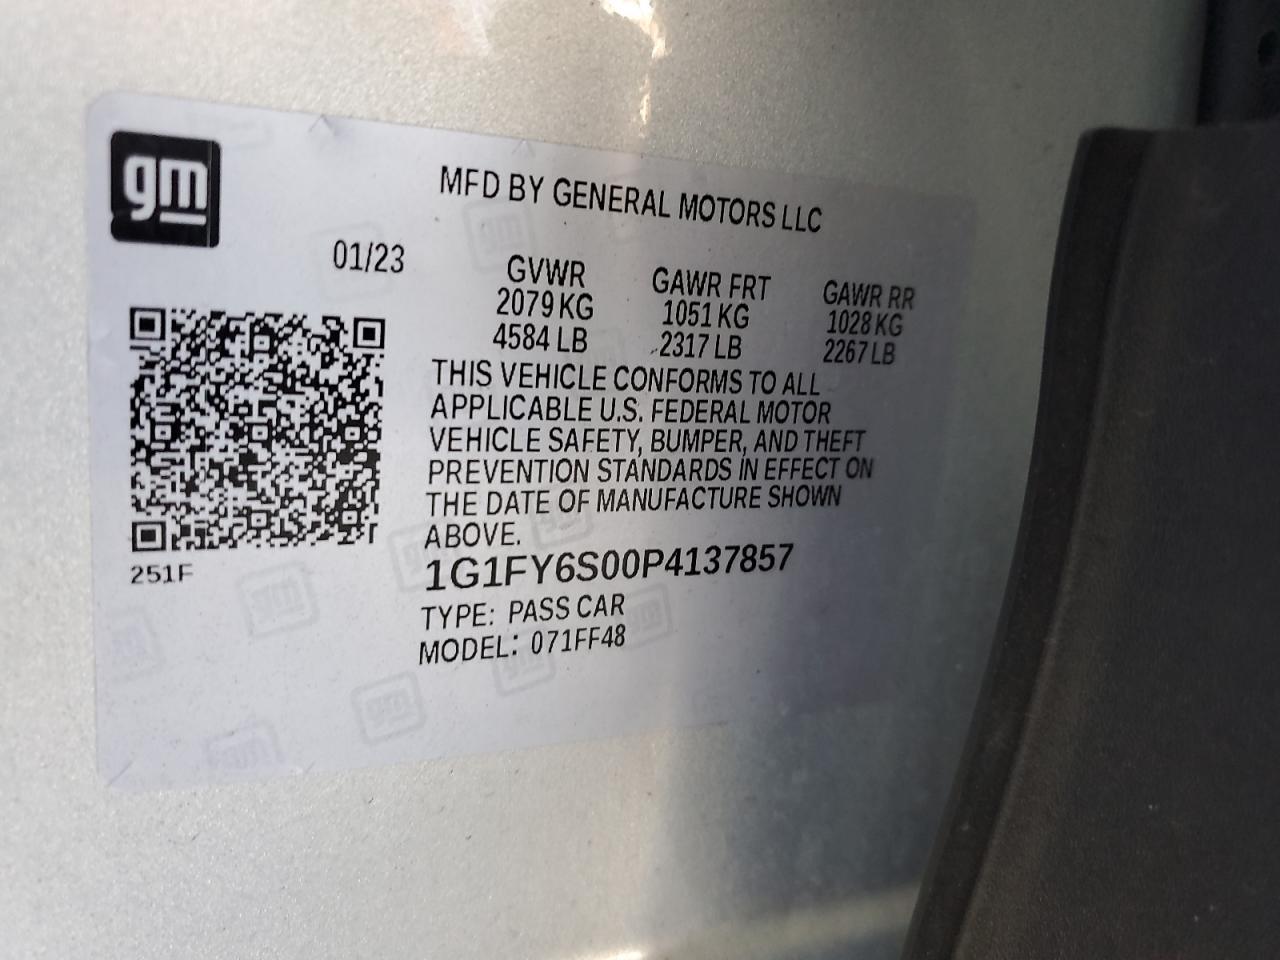 gm
MFD BY GENERAL MOTORS LLC
01/23
GVWR GAWR FRT GAWR RR
2079 KG 1051 KG 1028 KG
4584 LB 2317 LB 2267 LB
THIS VEHICLE CONFORMS TO ALL
APPLICABLE U.S. FEDERAL MOTOR
VEHICLE SAFETY, BUMPER, AND THEFT
PREVENTION STANDARDS IN EFFECT ON
THE DATE OF MANUFACTURE SHOWN
ABOVE.
251F
1G1FY6S00P4137857
TYPE: PASS CAR
MODEL: 071FF48